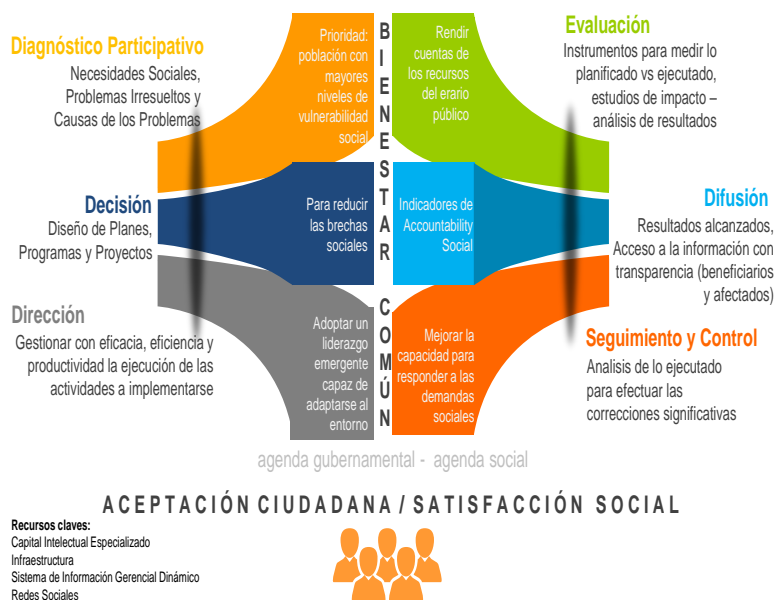 Diagnóstico Participativo
Necesidades Sociales,
Problemas Irresueltos y
Causas de los Problemas
Decisión
Diseño de Planes,
Programas y Proyectos
Dirección
Gestionar con eficacia, eficiencia y
productividad la ejecución de las
actividades a implementarse
Prioridad:
población con
mayores
niveles de
vulnerabilidad
social
Para reducir
las brechas
sociales
Adoptar un
liderazgo
emergente
capaz de
adaptarse al
entorno
BIENESTAR COMÚN
Rendir
cuentas de
los recursos
del erario
público
Indicadores de
Accountability
Social
Mejorar la
capacidad para
responder a las
demandas
sociales
Evaluación
Instrumentos para medir lo
planificado vs ejecutado,
estudios de impacto –
análisis de resultados
Difusión
Resultados alcanzados,
Acceso a la información con
transparencia (beneficiarios
y afectados)
Seguimiento y Control
Analisis de lo ejecutado
para efectuar las
correcciones significativas
agenda gubernamental - agenda social
ACEPTACIÓN CIUDADANA / SATISFACCIÓN SOCIAL
Recursos claves:
Capital Intelectual Especializado
Infraestructura
Sistema de Información Gerencial Dinámico
Redes Sociales